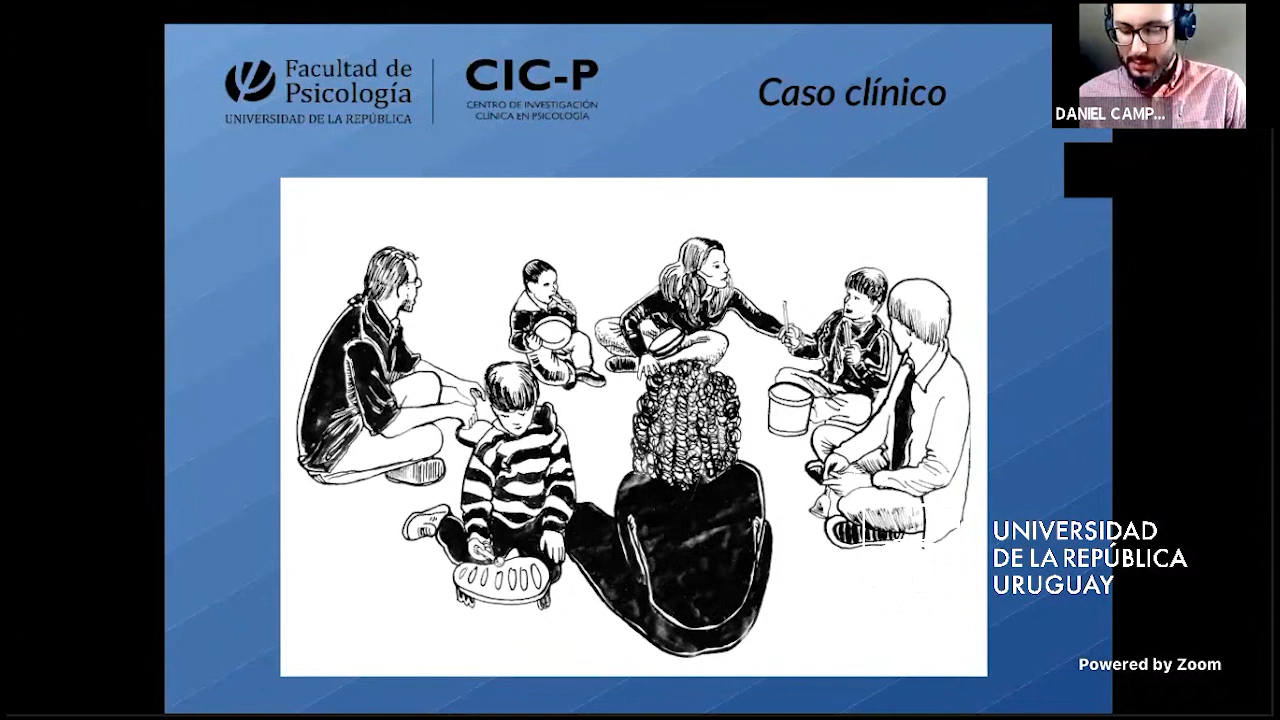 Facultad de
Psicología
UNIVERSIDAD DE LA REPÚBLICA
CIC-P
CENTRO DE INVESTIGACIÓN
CLÍNICA EN PSICOLOGÍA
Caso clínico
DANIEL CAMP...
UNIVERSIDAD
DE LA REPÚBLICA
URUGUAY
Powered by Zoom